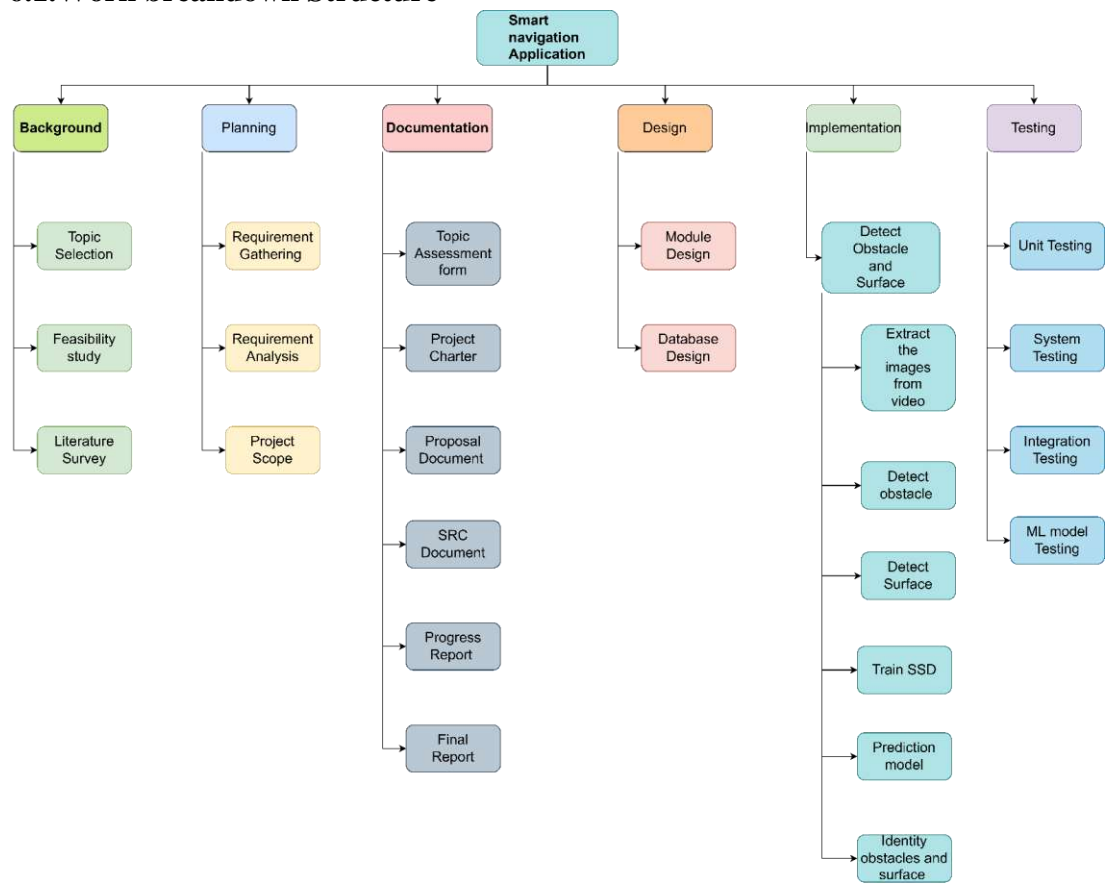 Smart
navigation
Application
Background
Planning
Documentation
Design
Implementation
Testing
Topic
Selection
Feasibility
study
Literature
Survey
Requirement
Gathering
Requirement
Analysis
Project
Scope
Topic
Assessment
form
Project
Charter
Proposal
Document
SRC
Document
Progress
Report
Final
Report
Module
Design
Database
Design
Detect
Obstacle
and
Surface
Extract
the
images
from
video
Detect
obstacle
Detect
Surface
Train SSD
Prediction
model
Identity
obstacles and
surface
Unit Testing
System
Testing
Integration
Testing
ML model
Testing